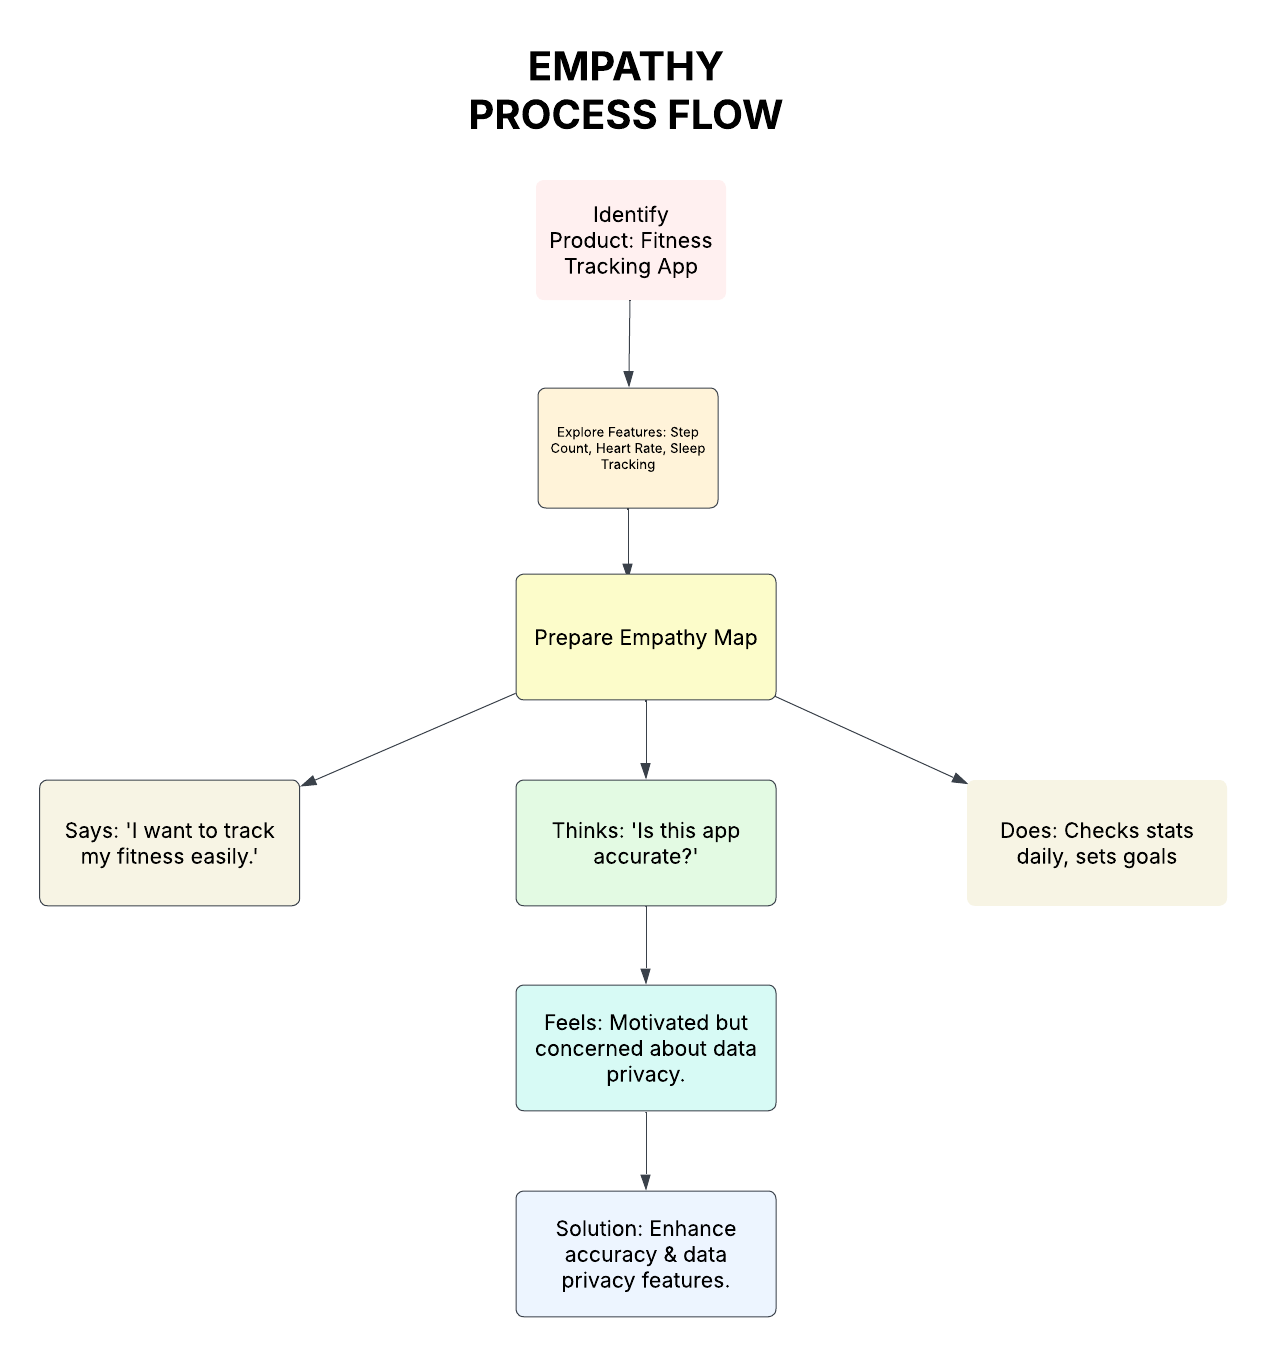 EMPATHY
PROCESS FLOW
Identify
Product: Fitness
Tracking App
Explore Features: Step
Count, Heart Rate, Sleep
Tracking
Prepare Empathy Map
Says: 'I want to track
my fitness easily.'
Thinks: 'Is this app
accurate?'
Does: Checks stats
daily, sets goals
Feels: Motivated but
concerned about data
privacy.
Solution: Enhance
accuracy & data
privacy features.